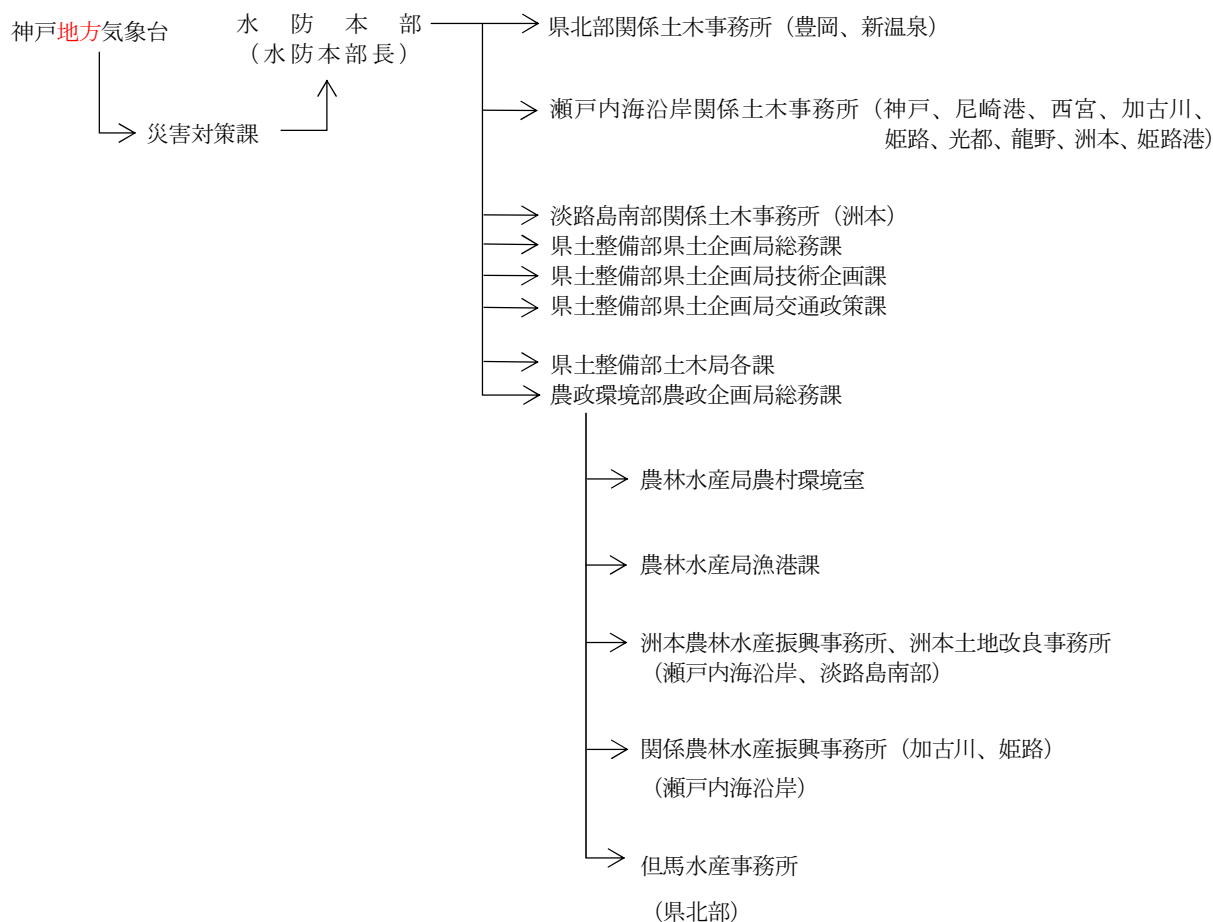 神戸地方気象台
水防本部
（水防本部長）
災害対策課
県北部関係土木事務所（豊岡、新温泉）
瀬戸内海沿岸関係土木事務所（神戸、尼崎港、西宮、加古川、
姫路、光都、龍野、洲本、姫路港）
淡路島南部関係土木事務所（洲本）
県土整備部県土企画局総務課
県土整備部県土企画局技術企画課
県土整備部県土企画局交通政策課
県土整備部土木局各課
農政環境部農政企画局総務課
農林水産局農村環境室
農林水産局漁港課
洲本農林水産振興事務所、洲本土地改良事務所
（瀬戸内海沿岸、淡路島南部）
関係農林水産振興事務所（加古川、姫路）
（瀬戸内海沿岸）
但馬水産事務所
（県北部）